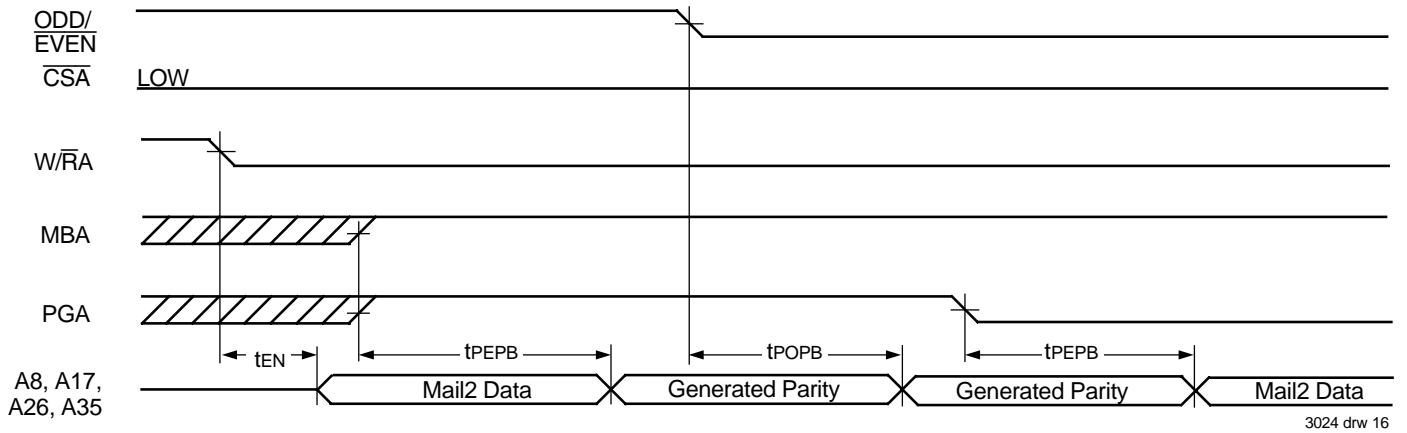 ODD/
EVEN
CSA
LOW
W/RA
MBA
PGA
tEN
tPEPB
tPOPB
tPEPB
A8, A17,
A26, A35
Mail2 Data
Generated Parity
Generated Parity
Mail2 Data
3024 drw 16